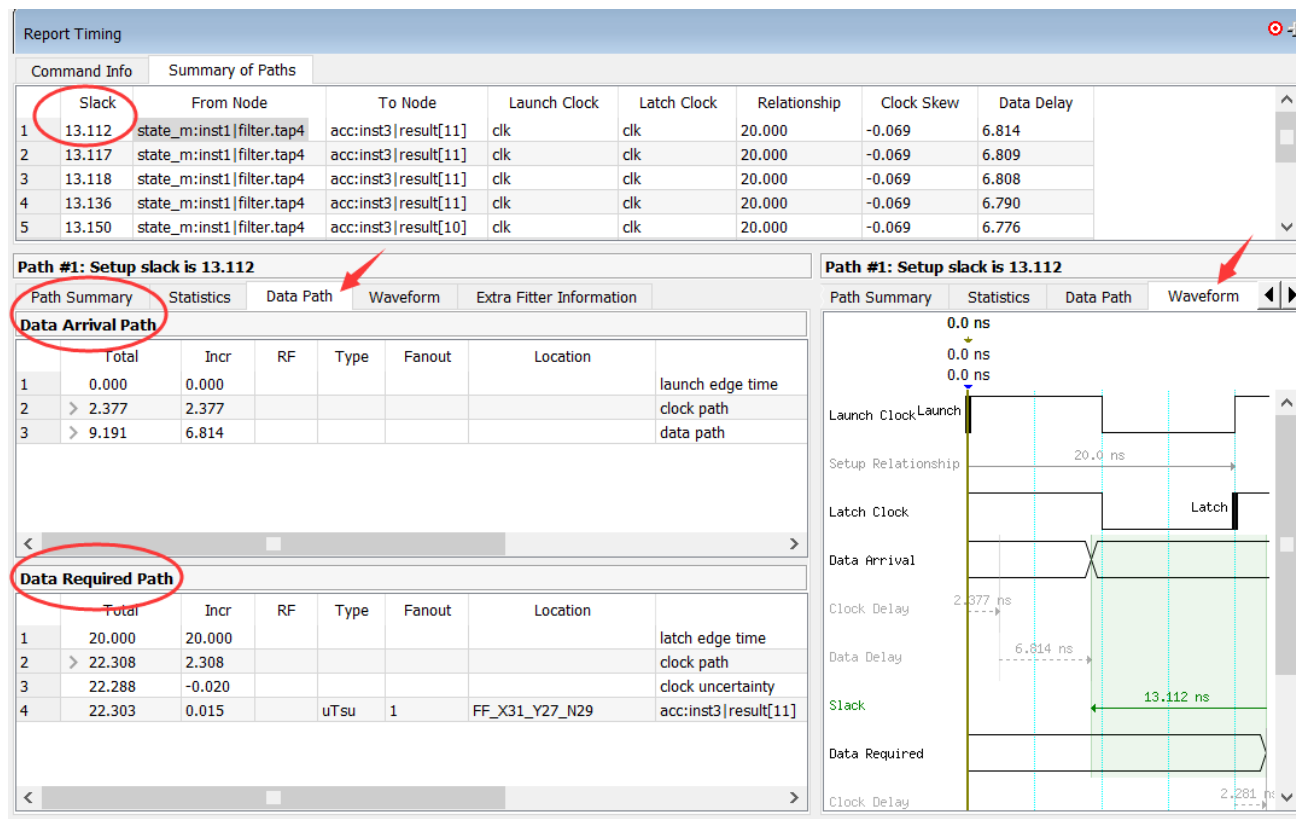 Report Timing
Command Info Summary of Paths
Slack From Node To Node Launch Clock Latch Clock Relationship Clock Skew Data Delay
1 13.112 state_m:inst1|filter.tap4 acc:inst3|result[11] clk clk 20.000 -0.069 6.814
2 13.117 state_m:inst1|filter.tap4 acc:inst3|result[11] clk clk 20.000 -0.069 6.809
3 13.118 state_m:inst1|filter.tap4 acc:inst3|result[11] clk clk 20.000 -0.069 6.808
4 13.136 state_m:inst1|filter.tap4 acc:inst3|result[11] clk clk 20.000 -0.069 6.790
5 13.150 state_m:inst1|filter.tap4 acc:inst3|result[10] clk clk 20.000 -0.069 6.776
Path #1: Setup slack is 13.112
Path Summary Statistics Data Path Waveform Extra Fitter Information
Data Arrival Path
Total Incr RF Type Fanout Location
1 0.000 0.000 launch edge time
2 > 2.377 2.377 clock path
3 > 9.191 6.814 data path
Data Required Path
Total Incr RF Type Fanout Location
1 20.000 20.000 latch edge time
2 > 22.308 2.308 clock path
3 22.288 -0.020 clock uncertainty
4 22.303 0.015 uTsu 1 FF_X31_Y27_N29 acc:inst3|result[11]
Path #1: Setup slack is 13.112
Path Summary Statistics Data Path Waveform
0.0 ns
0.0 ns
0.0 ns
Launch Clock Launch
Setup Relationship 20.0 ns
Latch Clock Latch
Data Arrival
Clock Delay 2.377 ns
Data Delay 6.814 ns
Slack 13.112 ns
Data Required
Clock Delay 2.281 ns